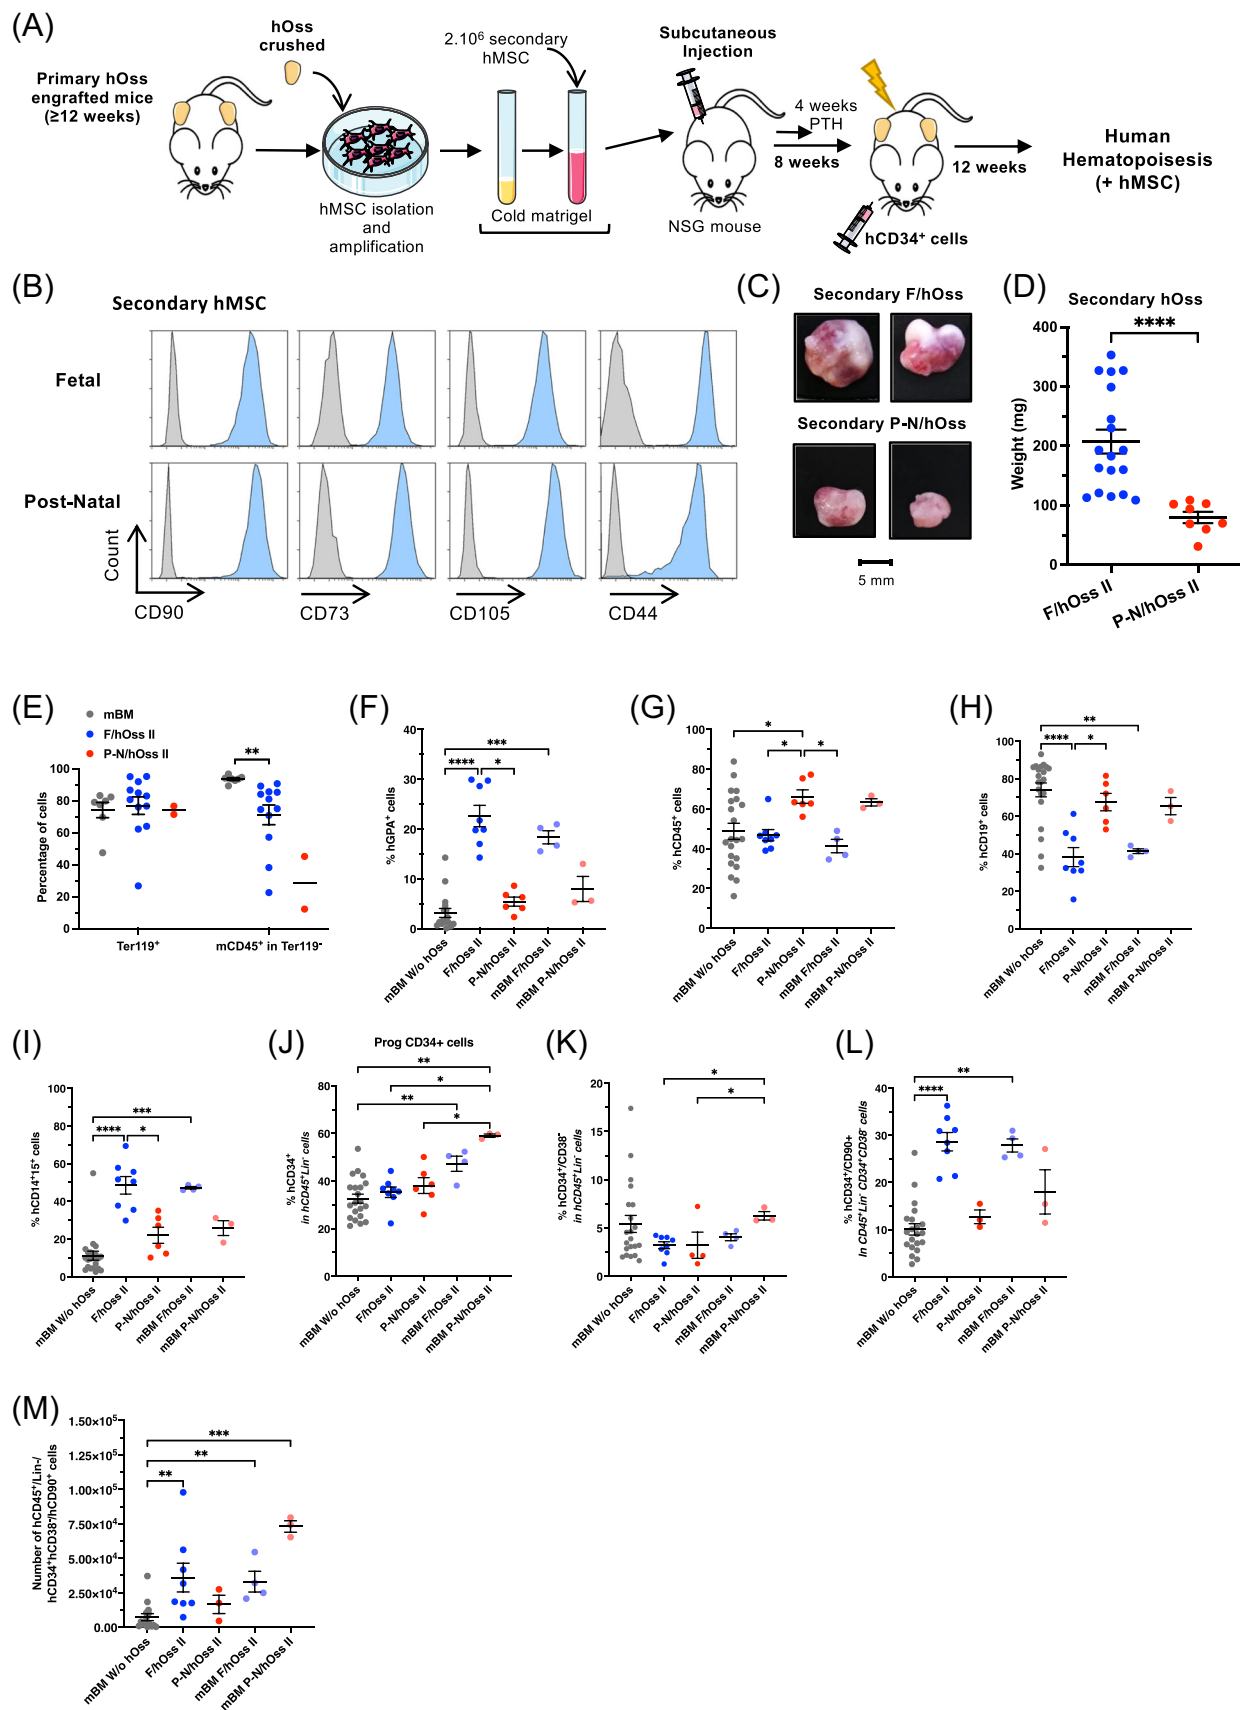 (A)
hOss
crushed
Primary hOss
engrafted mice
(≥12 weeks)
hMSC isolation
and
amplification
2.10⁶ secondary
hMSC
Cold matrigel
Subcutaneous
Injection
NSG mouse
4 weeks
PTH
8 weeks
hCD34⁺ cells
12 weeks
Human
Hematopoisesis
(+ hMSC)
(B)
Secondary hMSC
Fetal
Post-Natal
Count
CD90
CD73
CD105
CD44
(C)
Secondary F/hOss
Secondary P-N/hOss
5 mm
(D)
Secondary hOss
****
Weight (mg)
400
300
200
100
0
F/hOss II
P-N/hOss II
(E)
mBM
F/hOss II
P-N/hOss II
**
Percentage of cells
100
80
60
40
20
0
Ter119⁺
mCD45⁺ in Ter119⁻
(F)
% hGPA⁺ cells
40
30
20
10
0
***
****
*
mBM W/o hOss
F/hOss II
P-N/hOss II
mBM F/hOss II
mBM P-N/hOss II
(G)
% hCD45⁺ cells
100
80
60
40
20
0
*
*
*
mBM W/o hOss
F/hOss II
P-N/hOss II
mBM F/hOss II
mBM P-N/hOss II
(H)
% hCD19⁺ cells
100
80
60
40
20
0
**
****
*
mBM W/o hOss
F/hOss II
P-N/hOss II
mBM F/hOss II
mBM P-N/hOss II
(I)
% hCD14⁺15⁺ cells
100
80
60
40
20
0
***
****
*
mBM W/o hOss
F/hOss II
P-N/hOss II
mBM F/hOss II
mBM P-N/hOss II
(J)
Prog CD34+ cells
% hCD34⁺
in hCD45⁺Lin⁻ cells
80
60
40
20
0
**
*
**
*
mBM W/o hOss
F/hOss II
P-N/hOss II
mBM F/hOss II
mBM P-N/hOss II
(K)
% hCD34⁺/CD38⁻
in hCD45⁺Lin⁻ cells
20
15
10
5
0
*
*
mBM W/o hOss
F/hOss II
P-N/hOss II
mBM F/hOss II
mBM P-N/hOss II
(L)
% hCD34⁺/CD90+
In CD45⁺Lin⁻ CD34⁺CD38⁻ cells
40
30
20
10
0
**
****
mBM W/o hOss
F/hOss II
P-N/hOss II
mBM F/hOss II
mBM P-N/hOss II
(M)
Number of hCD45⁺/Lin-/
hCD34⁺hCD38⁻/hCD90⁺ cells
1.50×10⁵
1.25×10⁵
1.00×10⁵
7.50×10⁴
5.00×10⁴
2.50×10⁴
0.00
***
**
**
mBM W/o hOss
F/hOss II
P-N/hOss II
mBM F/hOss II
mBM P-N/hOss II